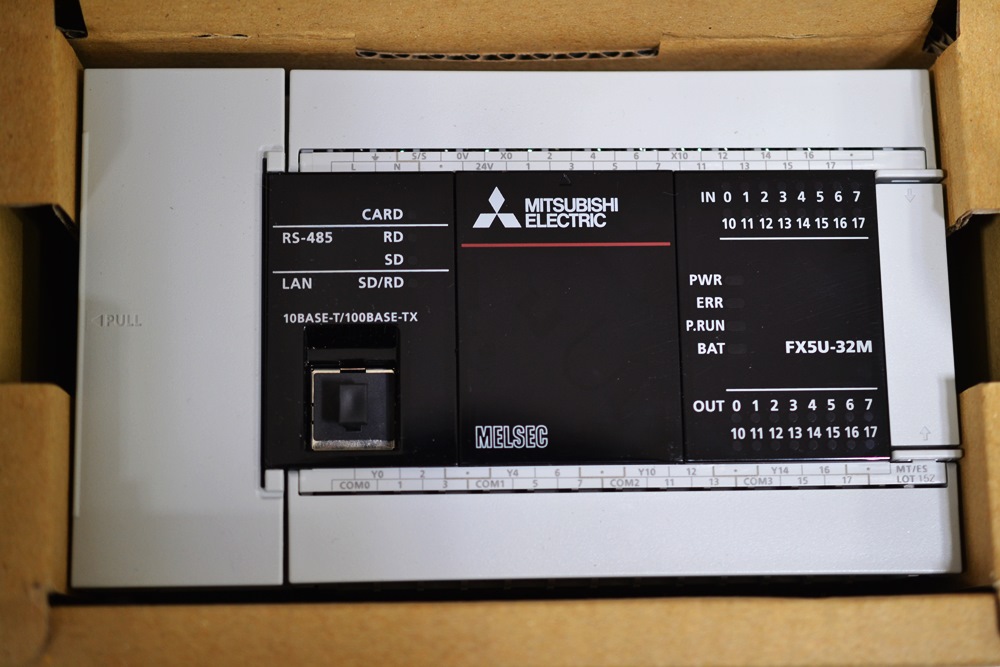 S/S 0V X0 2 4 6 X10 12 14 16 •
L N • 24V 1 3 5 7 11 13 15 17
CARD
RS-485 RD
SD
LAN SD/RD
10BASE-T/100BASE-TX
1PULL
MITSUBISHI
ELECTRIC
MELSEC
IN 0 1 2 3 4 5 6 7
10 11 12 13 14 15 16 17
PWR
ERR
P.RUN
BAT FX5U-32M
OUT 0 1 2 3 4 5 6 7
10 11 12 13 14 15 16 17
• Y0 2 • Y4 6 • Y10 12 • Y14 16 • MT/ES
COM0 1 3 COM1 5 7 COM2 11 13 COM3 15 17 LOT 152